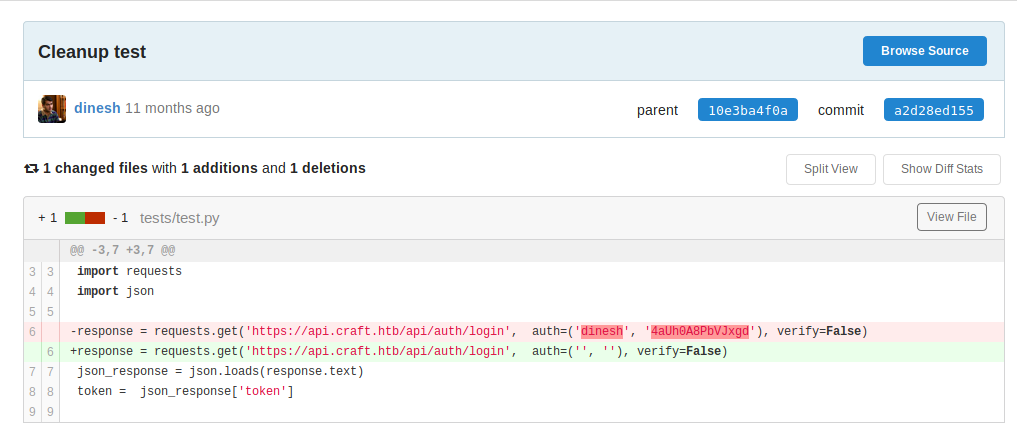 Cleanup test
Browse Source
dinesh 11 months ago
parent 10e3ba4f0a commit a2d28ed155
1 changed files with 1 additions and 1 deletions
Split View
Show Diff Stats
+ 1 - 1 tests/test.py
View File
@@ -3,7 +3,7 @@
3 3 import requests
4 4 import json
5 5
6 -response = requests.get('https://api.craft.htb/api/auth/login', auth=('dinesh', '4aUh0A8PbVJxgd'), verify=False)
6 +response = requests.get('https://api.craft.htb/api/auth/login', auth=('', ''), verify=False)
7 7 json_response = json.loads(response.text)
8 8 token = json_response['token']
9 9